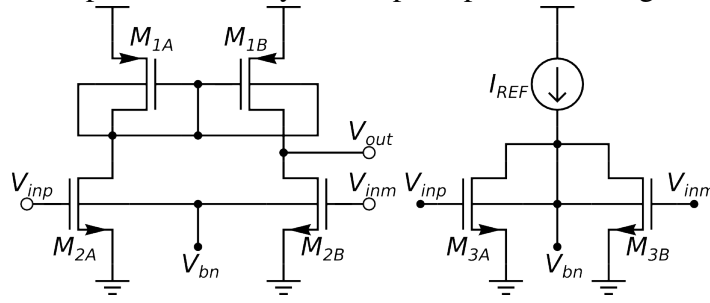 M1A M1B
IREF
Vout
Vinp Vinm Vinp Vinm
M2A M2B M3A M3B
Vbn Vbn